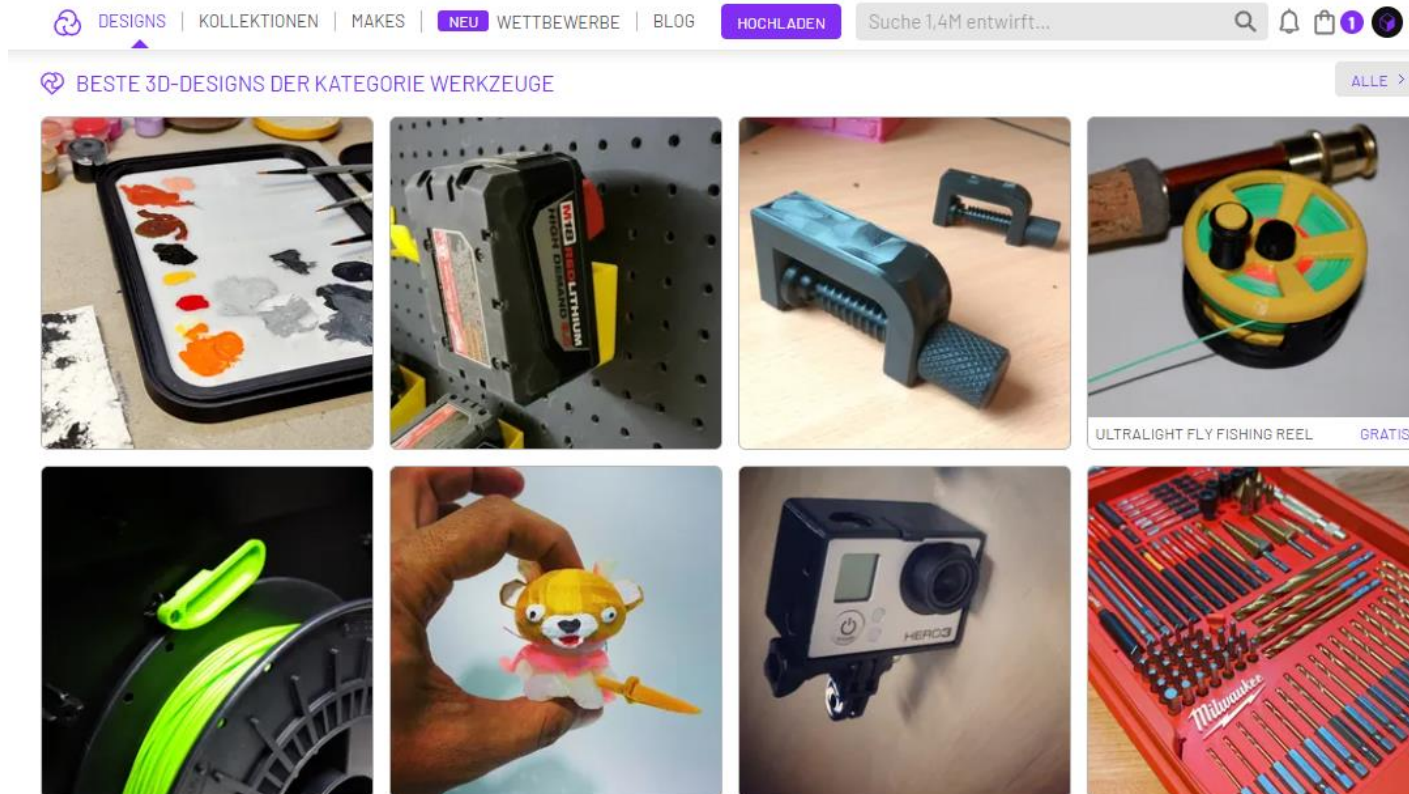 DESIGNS | KOLLEKTIONEN | MAKES | NEU WETTBEWERBE | BLOG HOCHLADEN Suche 1,4M entwirft... 1
BESTE 3D-DESIGNS DER KATEGORIE WERKZEUGE ALLE >
M18 REDLITHIUM
HIGH DEMAND
ULTRALIGHT FLY FISHING REEL GRATIS
HERO3
Milwaukee